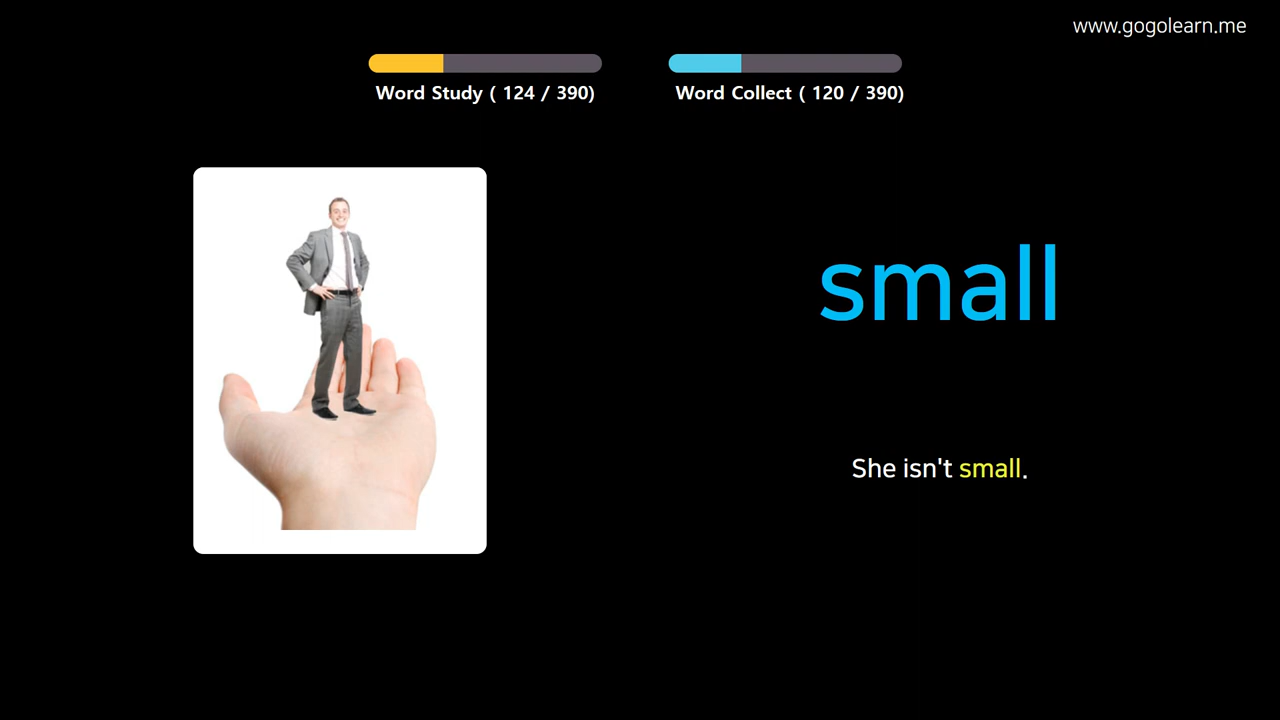 www.gogolearn.me
Word Study ( 124 / 390)
Word Collect ( 120 / 390)
small
She isn't small.